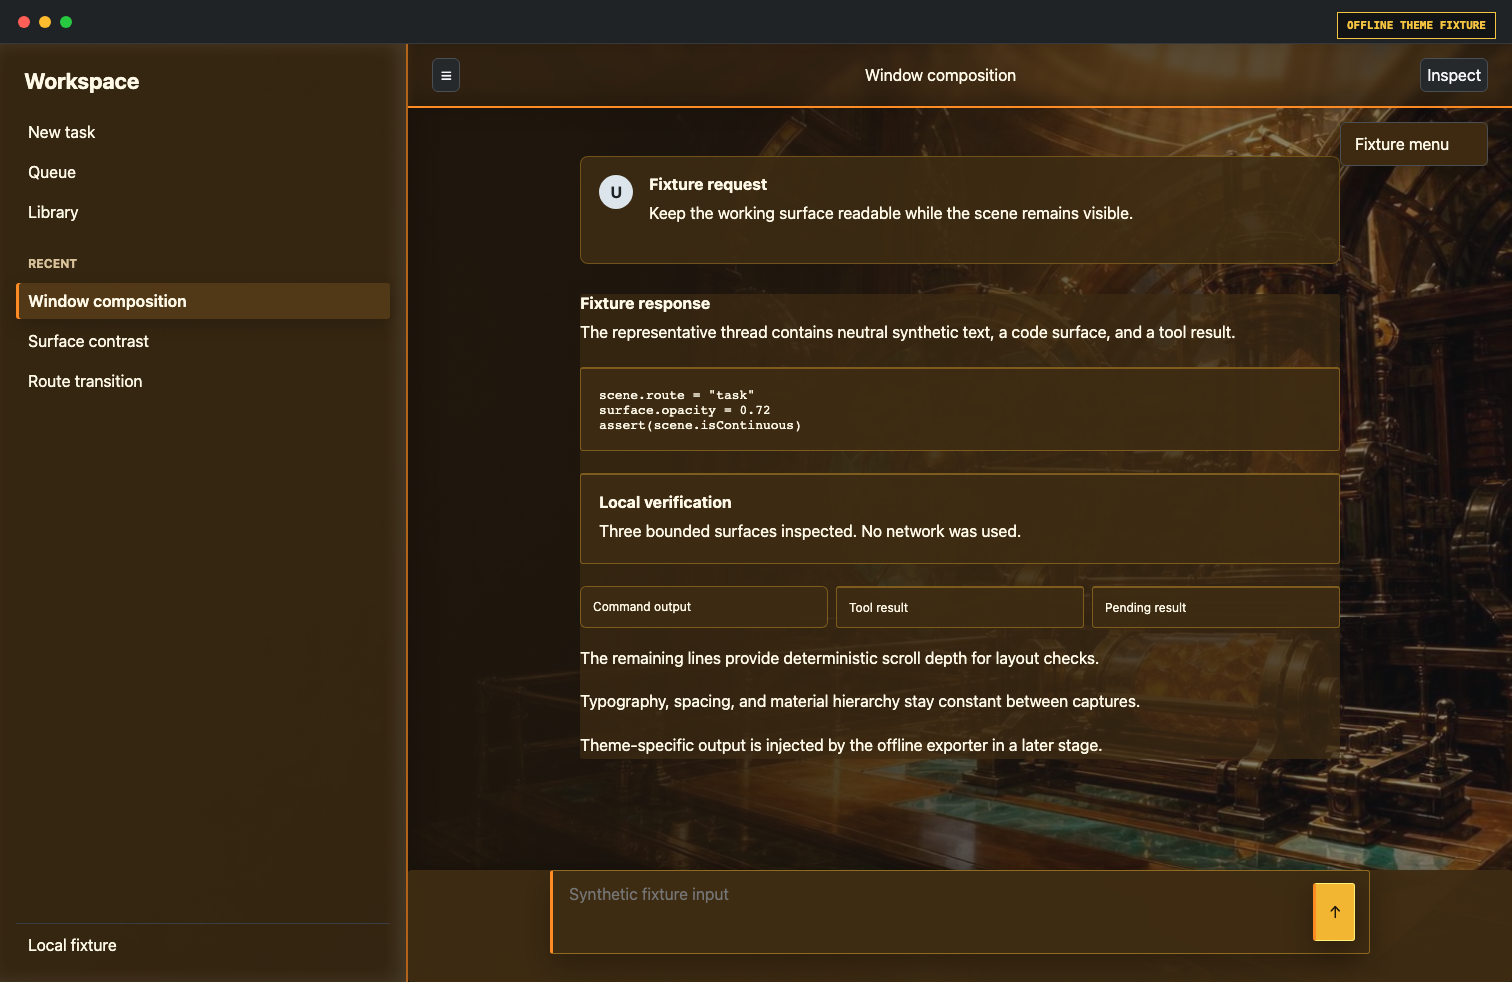 OFFLINE THEME FIXTURE
Workspace
New task
Queue
Library
RECENT
Window composition
Surface contrast
Route transition
Local fixture
Window composition
Inspect
Fixture menu
U
Fixture request
Keep the working surface readable while the scene remains visible.
Fixture response
The representative thread contains neutral synthetic text, a code surface, and a tool result.
scene.route = "task"
surface.opacity = 0.72
assert(scene.isContinuous)
Local verification
Three bounded surfaces inspected. No network was used.
Command output
Tool result
Pending result
The remaining lines provide deterministic scroll depth for layout checks.
Typography, spacing, and material hierarchy stay constant between captures.
Theme-specific output is injected by the offline exporter in a later stage.
Synthetic fixture input